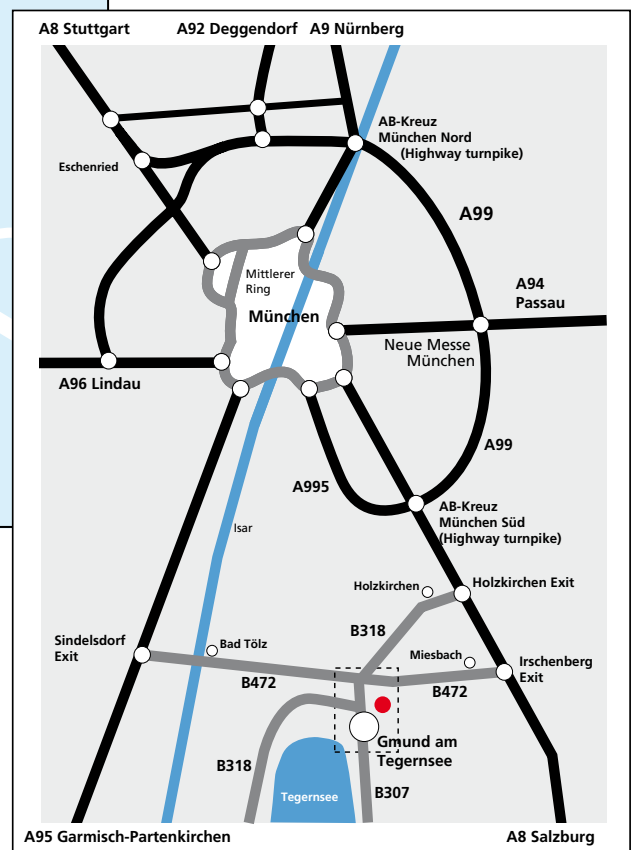 A8 Stuttgart
A92 Deggendorf
A9 Nürnberg
AB-Kreuz
München Nord
(Highway turnpike)
Eschenried
A99
Mittlerer
Ring
München
A94
Passau
Neue Messe
München
A96 Lindau
A99
A995
AB-Kreuz
München Süd
(Highway turnpike)
Isar
Holzkirchen
Holzkirchen Exit
B318
Sindelsdorf
Exit
Bad Tölz
Miesbach
Irschenberg
Exit
B472
B472
Gmund am
Tegernsee
B318
B307
Tegernsee
A95 Garmisch-Partenkirchen
A8 Salzburg